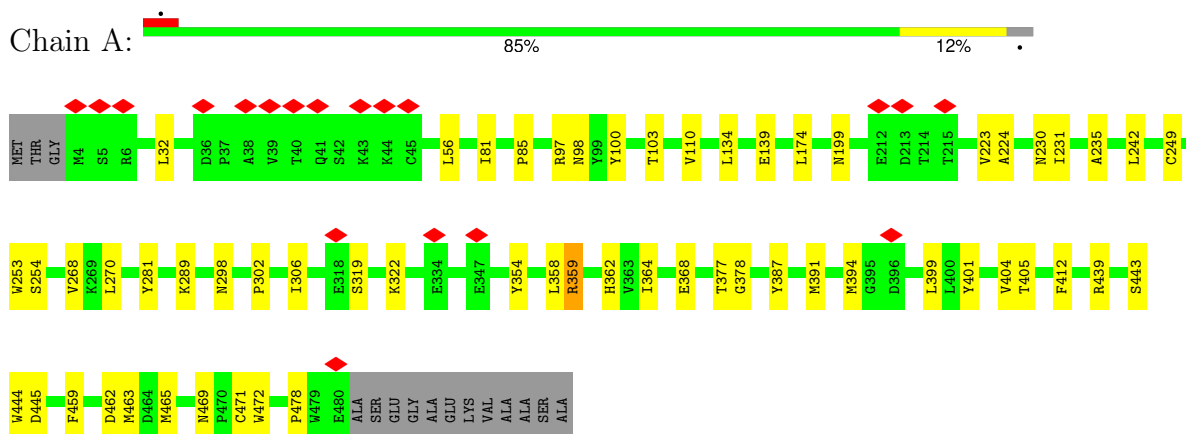 Chain A:
85% 12%
MET THR GLY M4 S5 R6 L32 D36 P37 A38 V39 T40 Q41 S42 K43 K44 C45 L56 I81 P85 R97 N98 Y99 Y100 T103 V110 L134 E139 L174 N199 E212 D213 T214 T215 V223 A224 N230 I231 A235 L242 C249
W253 S254 V268 K269 L270 Y281 K289 N298 P302 I306 E318 S319 K322 E334 E347 Y354 L358 R359 H362 V363 I364 E368 T377 G378 Y387 M391 M394 G395 D396 L399 L400 Y401 V404 T405 F412 R439 S443
W444 D445 F459 D462 M463 D464 M465 N469 P470 C471 W472 P478 W479 E480 ALA SER GLU GLY ALA GLU LYS VAL ALA ALA SER ALA